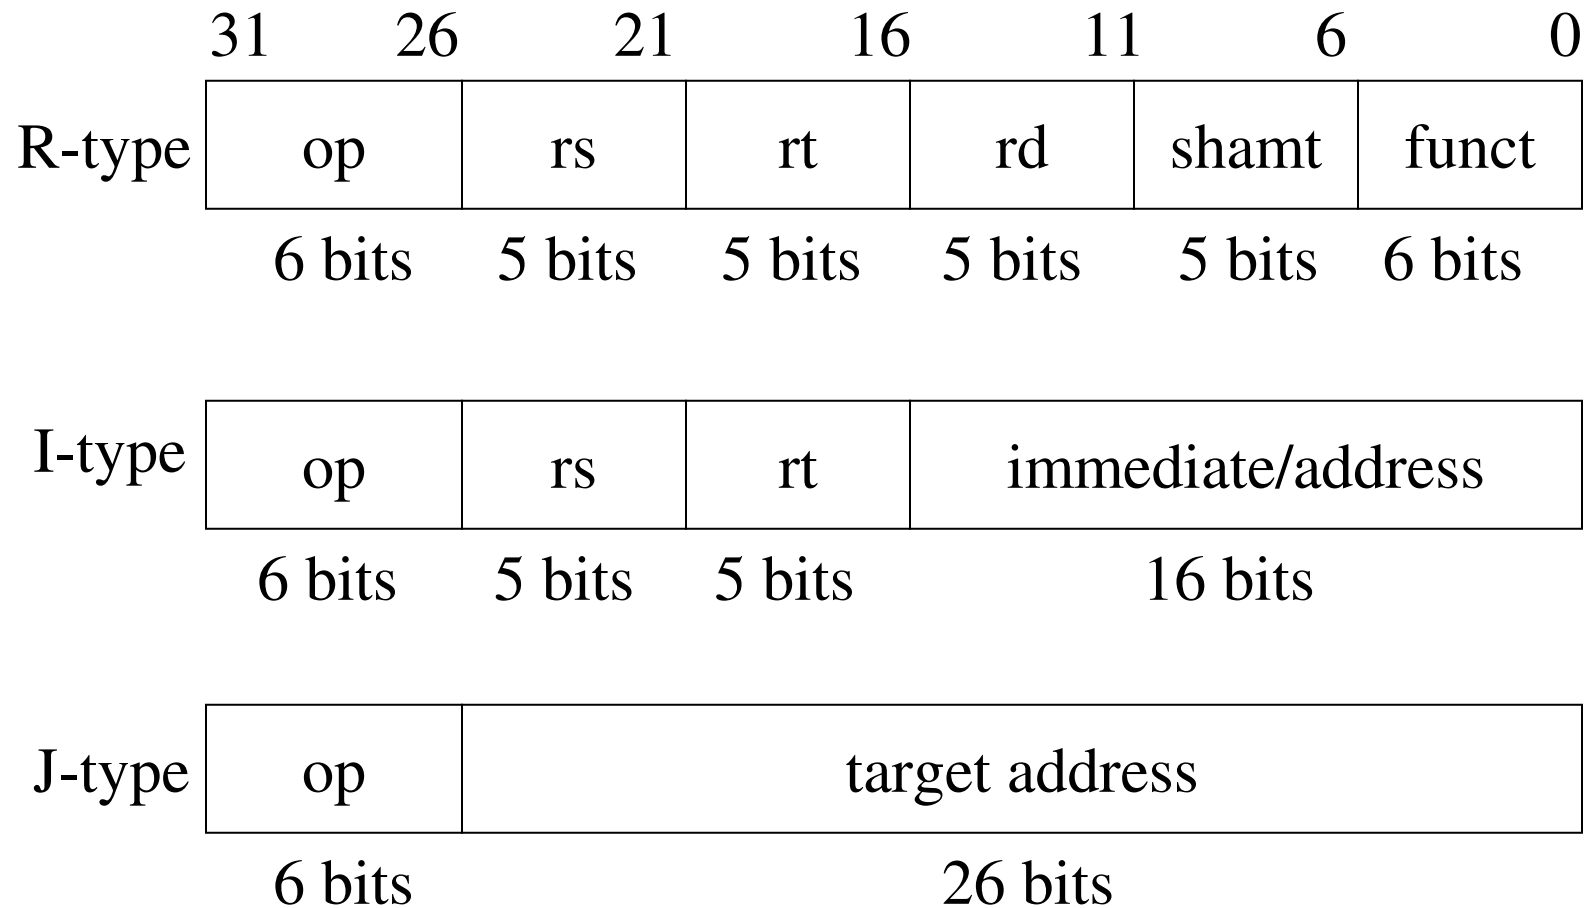 31 26 21 16 11 6 0
R-type op rs rt rd shamt funct
6 bits 5 bits 5 bits 5 bits 5 bits 6 bits
I-type op rs rt immediate/address
6 bits 5 bits 5 bits 16 bits
J-type op target address
6 bits 26 bits